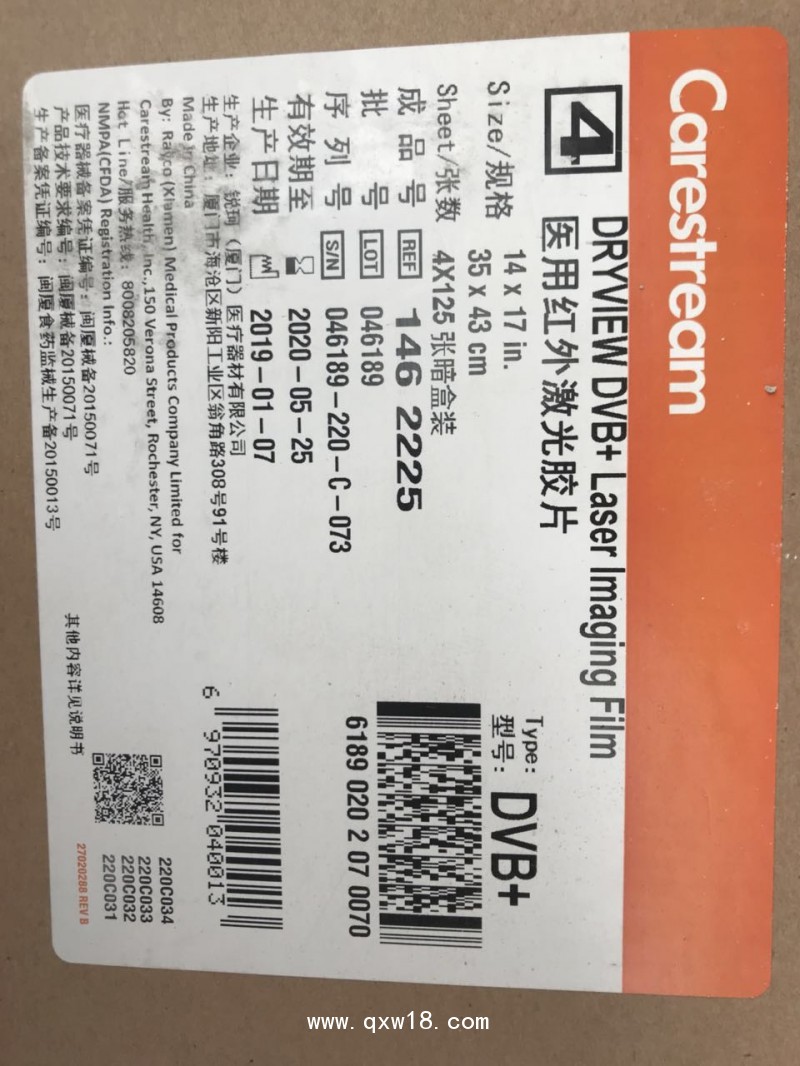 Carestream
DRYVIEW DVB+ Laser Imaging Film
4 医用红外激光胶片
Type:
型号: DVB+
Size/规格 14 x 17 in.
35 x 43 cm
Sheet/张数 4X125 张暗盒装
成品号 REF 146 2225
批号 LOT 046189
序列号 S/N 046189-220-C-073
有效期至 2020-05-25
生产日期 2019-01-07
6189 020 2 07 0070
生产企业: 锐珂(厦门)医疗器材有限公司
生产地址: 厦门市海沧区新阳工业区翁角路308号91号楼
Made in China
By: Rayco (Xiamen) Medical Products Company Limited for
Carestream Health, Inc.,150 Verona Street, Rochester, NY, USA 14608
Hot Line/服务热线: 8008205820
NMPA(CFDA) Registration Info.:
医疗器械备案凭证编号: 闽厦械备20150071号
产品技术要求编号: 闽厦械备20150071号
生产备案凭证编号: 闽厦食药监械生产备20150013号
6 970932 040013
其他内容详见说明书
220C034
220C033
220C032
220C031
27020288 REV B
www.qxw18.com